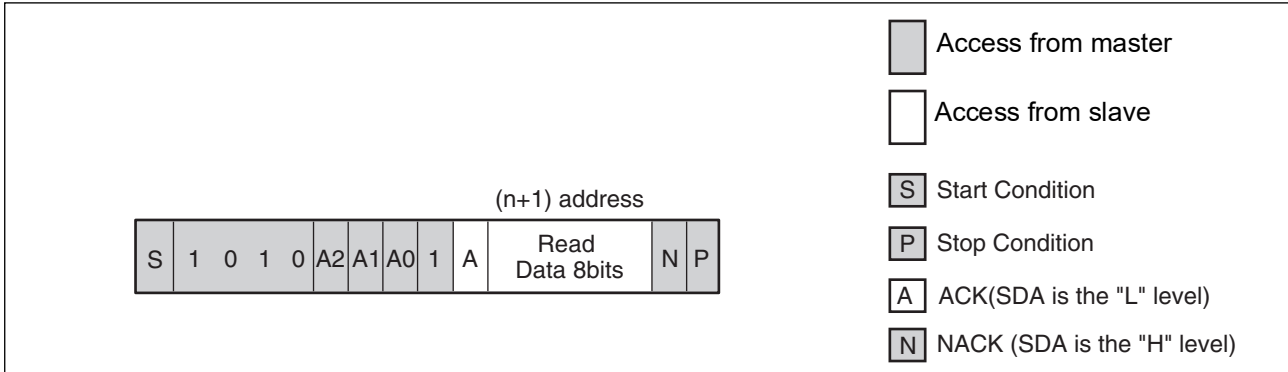 Access from master
Access from slave
(n+1) address
S 1 0 1 0 A2 A1 A0 1 A Read Data 8bits N P
S Start Condition
P Stop Condition
A ACK(SDA is the "L" level)
N NACK (SDA is the "H" level)